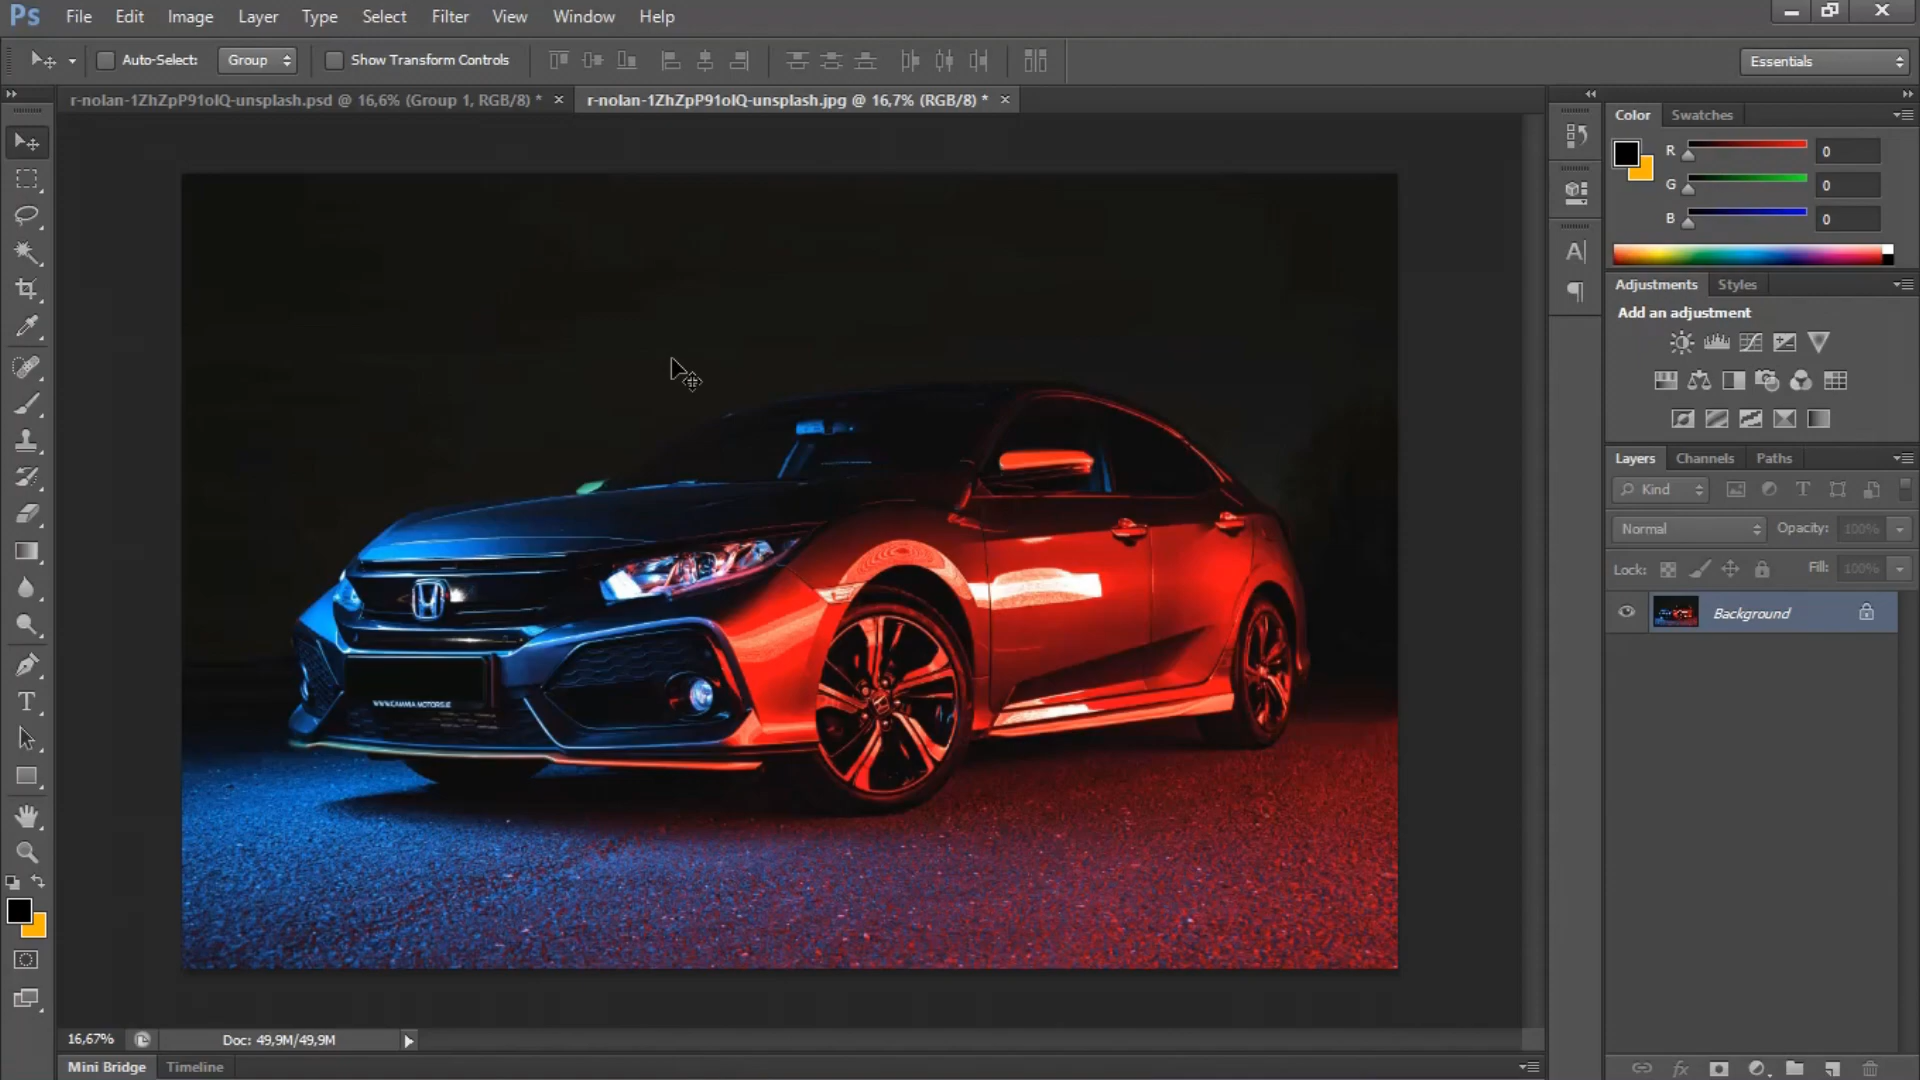 Ps File Edit Image Layer Type Select Filter View Window Help
Auto-Select: Group Show Transform Controls Essentials
r-nolan-1ZhZpP91olQ-unsplash.psd @ 16,6% (Group 1, RGB/8) * × r-nolan-1ZhZpP91olQ-unsplash.jpg @ 16,7% (RGB/8) * ×
Color Swatches
R 0
G 0
B 0
Adjustments Styles
Add an adjustment
Layers Channels Paths
Kind
Normal Opacity: 100%
Lock: Fill: 100%
Background
16,67% Doc: 49,9M/49,9M
Mini Bridge Timeline